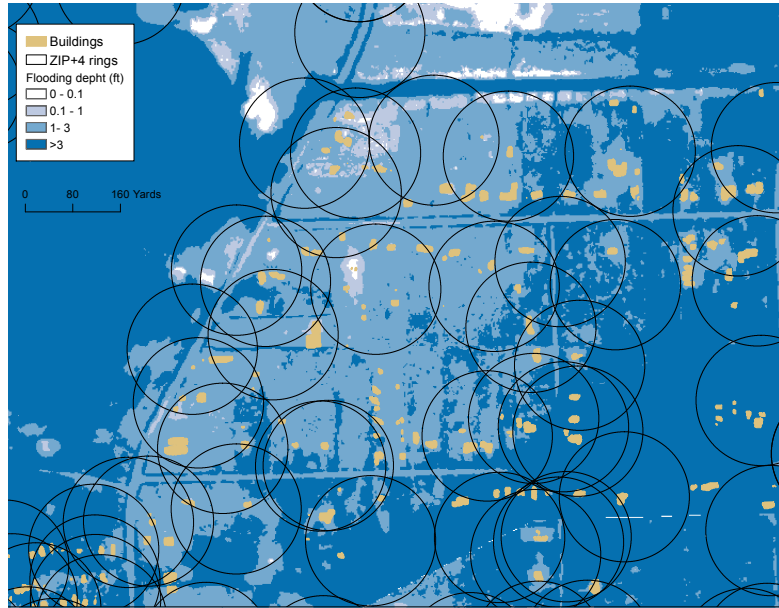 Buildings
ZIP+4 rings
Flooding depht (ft)
0 - 0.1
0.1 - 1
1- 3
>3
0 80 160 Yards